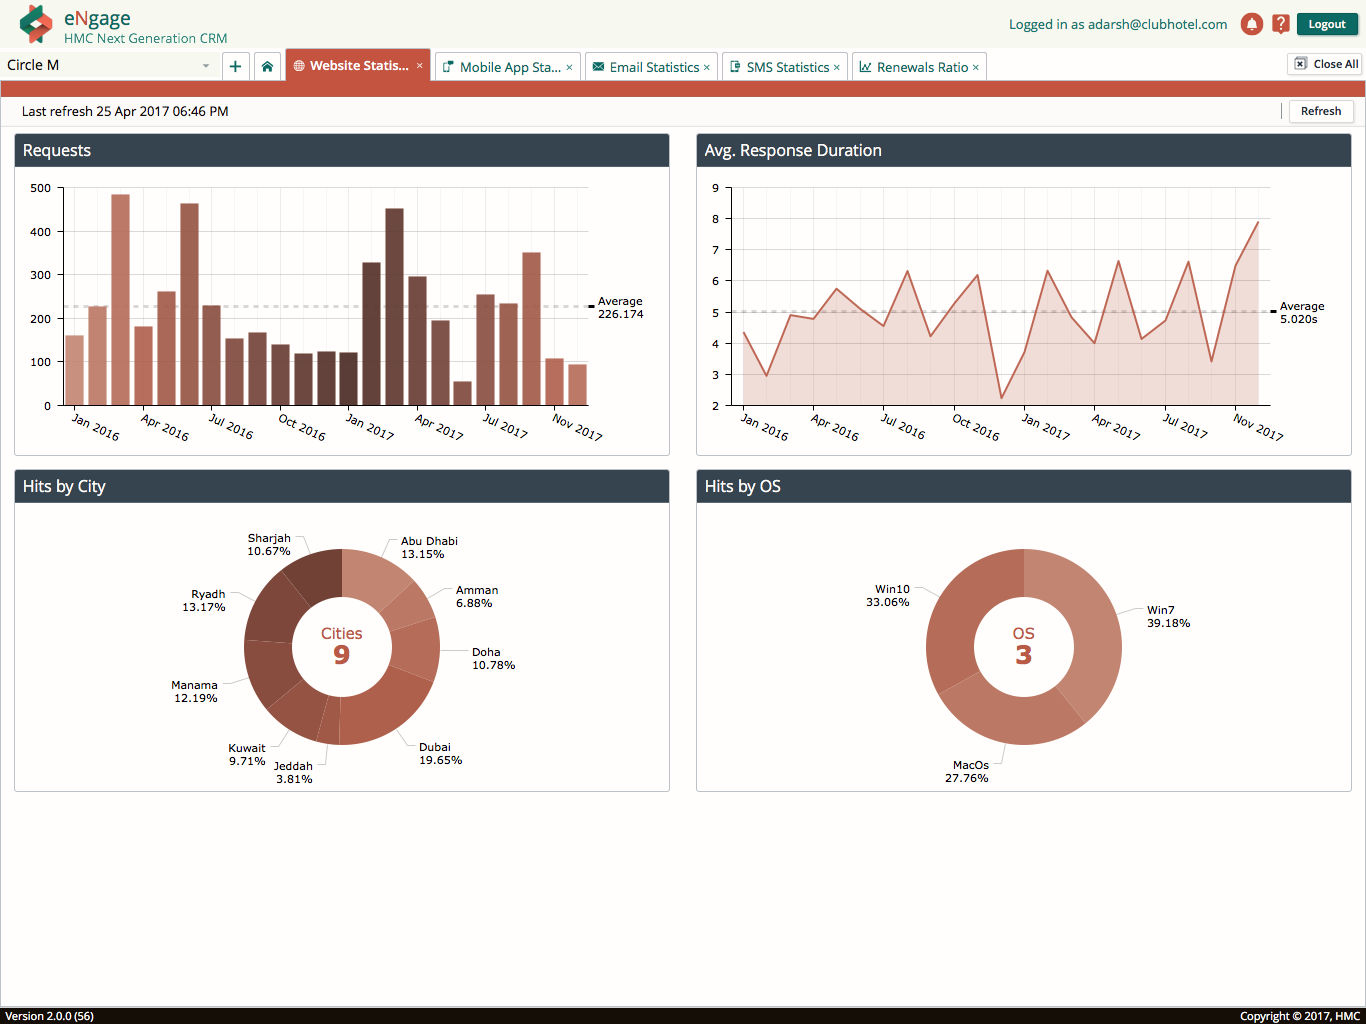 eNgage
HMC Next Generation CRM
Logged in as adarsh@clubhotel.com
?
Logout
Circle M
+
Website Statis... ×
Mobile App Sta... ×
Email Statistics ×
SMS Statistics ×
Renewals Ratio ×
Close All
Last refresh 25 Apr 2017 06:46 PM
Refresh
Requests
500
400
300
200
100
0
Average
226.174
Jan 2016
Apr 2016
Jul 2016
Oct 2016
Jan 2017
Apr 2017
Jul 2017
Nov 2017
Avg. Response Duration
9
8
7
6
5
4
3
2
Average
5.020s
Jan 2016
Apr 2016
Jul 2016
Oct 2016
Jan 2017
Apr 2017
Jul 2017
Nov 2017
Hits by City
Sharjah
10.67%
Abu Dhabi
13.15%
Ryadh
13.17%
Amman
6.88%
Cities
9
Doha
10.78%
Manama
12.19%
Kuwait
9.71%
Jeddah
3.81%
Dubai
19.65%
Hits by OS
Win10
33.06%
Win7
39.18%
OS
3
MacOs
27.76%
Version 2.0.0 (56)
Copyright © 2017, HMC